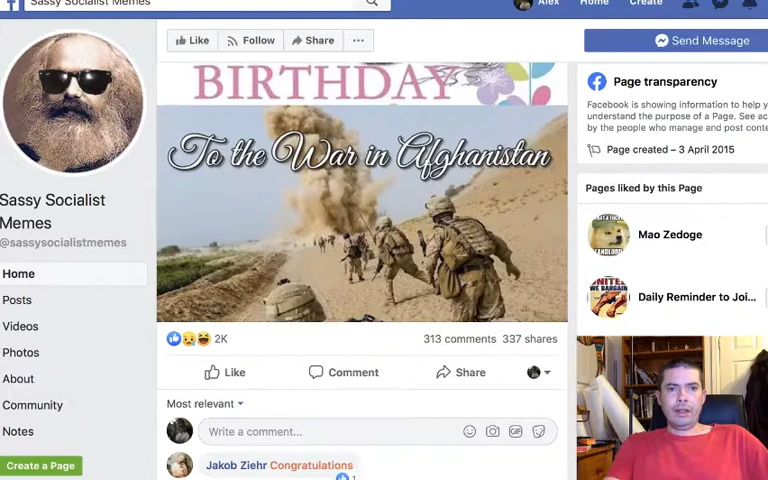 Sassy Socialist Memes
Alex
Home
Create
Like
Follow
Share
Send Message
BIRTHDAY
To the War in Afghanistan
Page transparency
Facebook is showing information to help y
understand the purpose of a Page. See ac
by the people who manage and post conte
Page created – 3 April 2015
Sassy Socialist
Memes
@sassysocialistmemes
Pages liked by this Page
Mao Zedoge
Daily Reminder to Joi...
Home
Posts
Videos
Photos
About
Community
Notes
Create a Page
2K
313 comments 337 shares
Like
Comment
Share
Most relevant
Write a comment...
GIF
Jakob Ziehr Congratulations
1